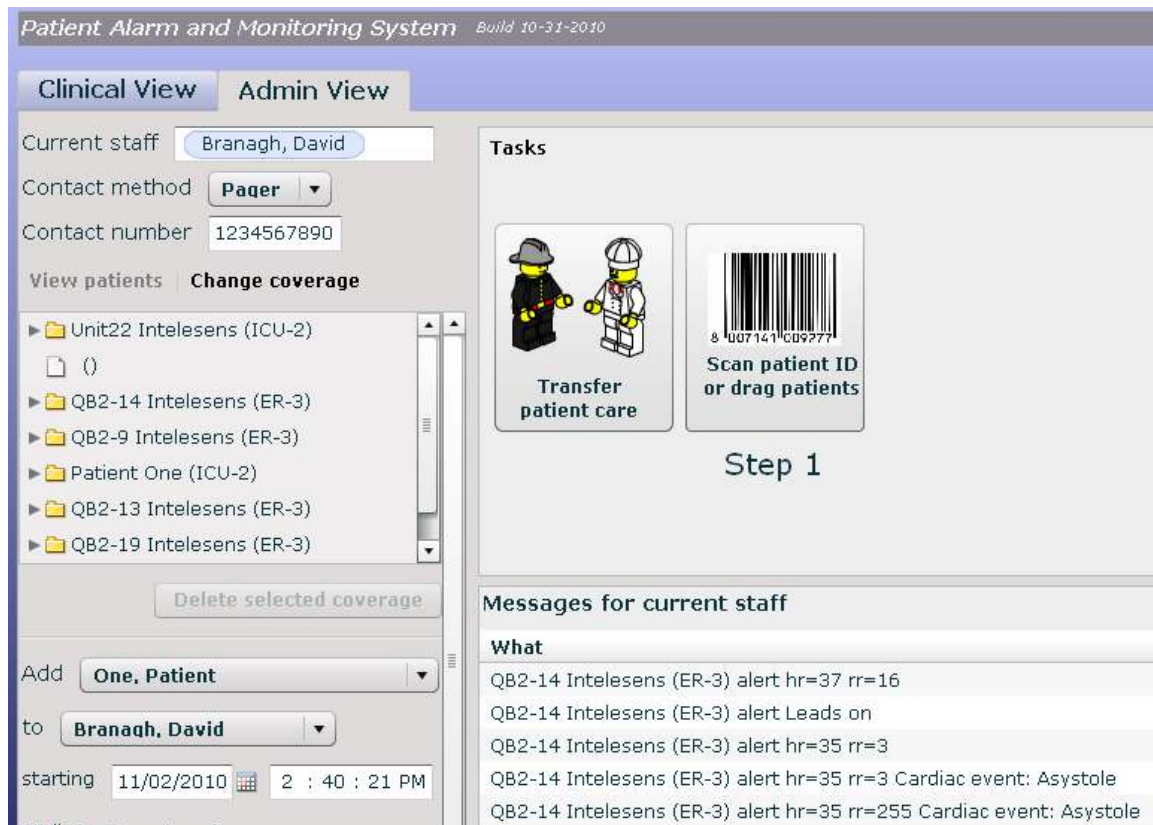 Patient Alarm and Monitoring System Build 10-31-2010
Clinical View Admin View
Current staff Branagh, David
Contact method Pager
Contact number 1234567890
View patients Change coverage
Unit22 Intelesens (ICU-2)
()
QB2-14 Intelesens (ER-3)
QB2-9 Intelesens (ER-3)
Patient One (ICU-2)
QB2-13 Intelesens (ER-3)
QB2-19 Intelesens (ER-3)
Delete selected coverage
Add One, Patient
to Branagh, David
starting 11/02/2010 2 : 40 : 21 PM
Tasks
Transfer
patient care
8 007141 009277
Scan patient ID
or drag patients
Step 1
Messages for current staff
What
QB2-14 Intelesens (ER-3) alert hr=37 rr=16
QB2-14 Intelesens (ER-3) alert Leads on
QB2-14 Intelesens (ER-3) alert hr=35 rr=3
QB2-14 Intelesens (ER-3) alert hr=35 rr=3 Cardiac event: Asystole
QB2-14 Intelesens (ER-3) alert hr=35 rr=255 Cardiac event: Asystole